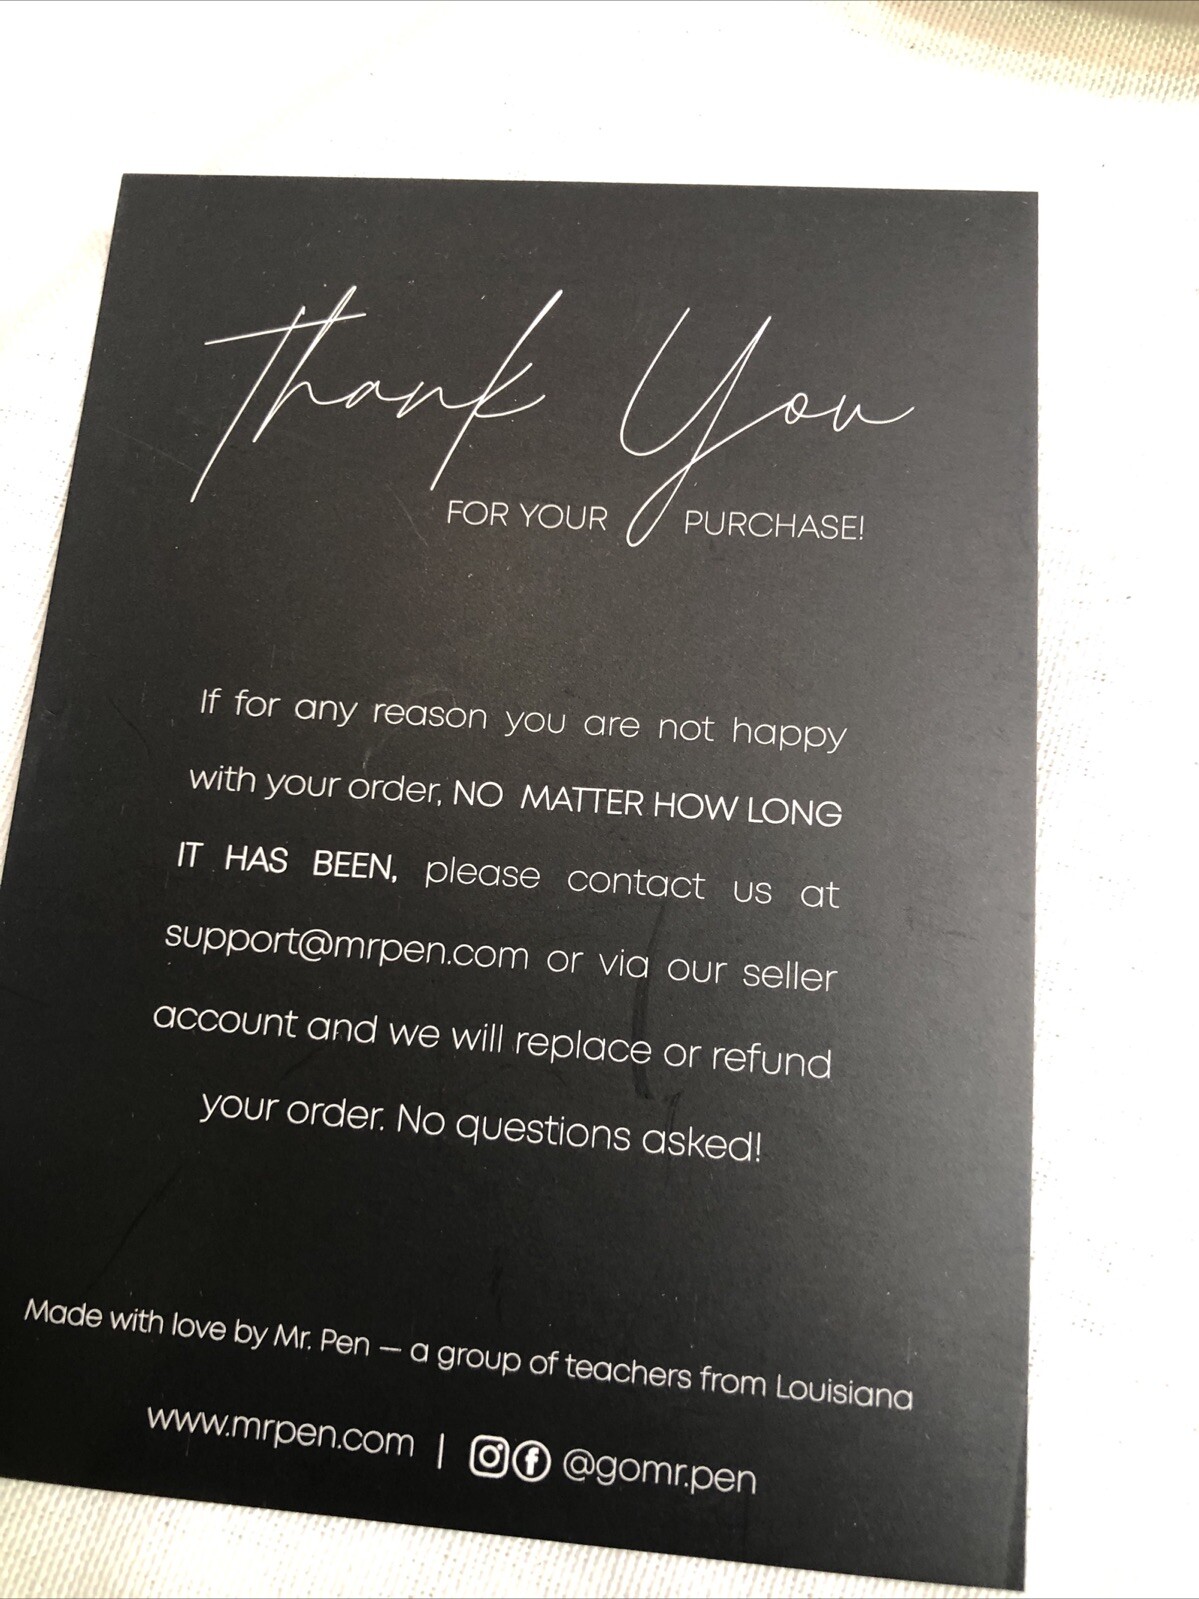 Thank You
FOR YOUR PURCHASE!
If for any reason you are not happy
with your order, NO MATTER HOW LONG
IT HAS BEEN, please contact us at
support@mrpen.com or via our seller
account and we will replace or refund
your order. No questions asked!
Made with love by Mr. Pen — a group of teachers from Louisiana
www.mrpen.com | @gomr.pen